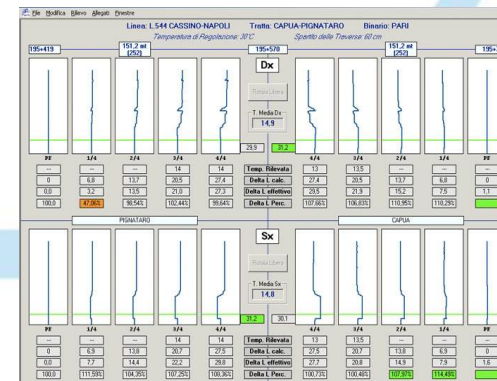 File Modifica Rilievo Allegati Finestre
Linea: L.544 CASSINO-NAPOLI Tratta: CAPUA-PIGNATARO Binario: PARI
Temperatura di Regolazione: 30°C Spartito delle Traverse: 60 cm
195+419 151,2 mt 195+570 151,2 mt
(252) (252)
Dx
Rotaia Libera
T. Media Dx
14,9
29,9 31,2
PF 1/4 2/4 3/4 4/4 4/4 3/4 2/4 1/4 PF
-- -- -- 14 14 Temp. Rilevata 13 13,5 -- -- --
0 6,8 13,7 20,5 27,4 Delta L calc. 27,4 20,5 13,7 6,8 0
0,0 3,2 13,5 21,0 27,3 Delta L effettivo 29,5 21,9 15,2 7,5 1,1
100,0 47,06% 98,54% 102,44% 99,64% Delta L Perc. 107,66% 106,83% 110,95% 110,29%
PIGNATARO CAPUA
Sx
Rotaia Libera
T. Media Sx
14,8
31,2 30,1
PF 1/4 2/4 3/4 4/4 4/4 3/4 2/4 1/4 PF
-- -- -- 14 14 Temp. Rilevata 13 13,5 -- -- --
0 6,9 13,8 20,7 27,5 Delta L calc. 27,5 20,7 13,8 6,9 0
0,0 7,7 14,4 22,2 29,8 Delta L effettivo 27,7 20,8 14,9 7,9 1,6
100,0 111,59% 104,35% 107,25% 108,36% Delta L Perc. 100,73% 100,48% 107,97% 114,49%